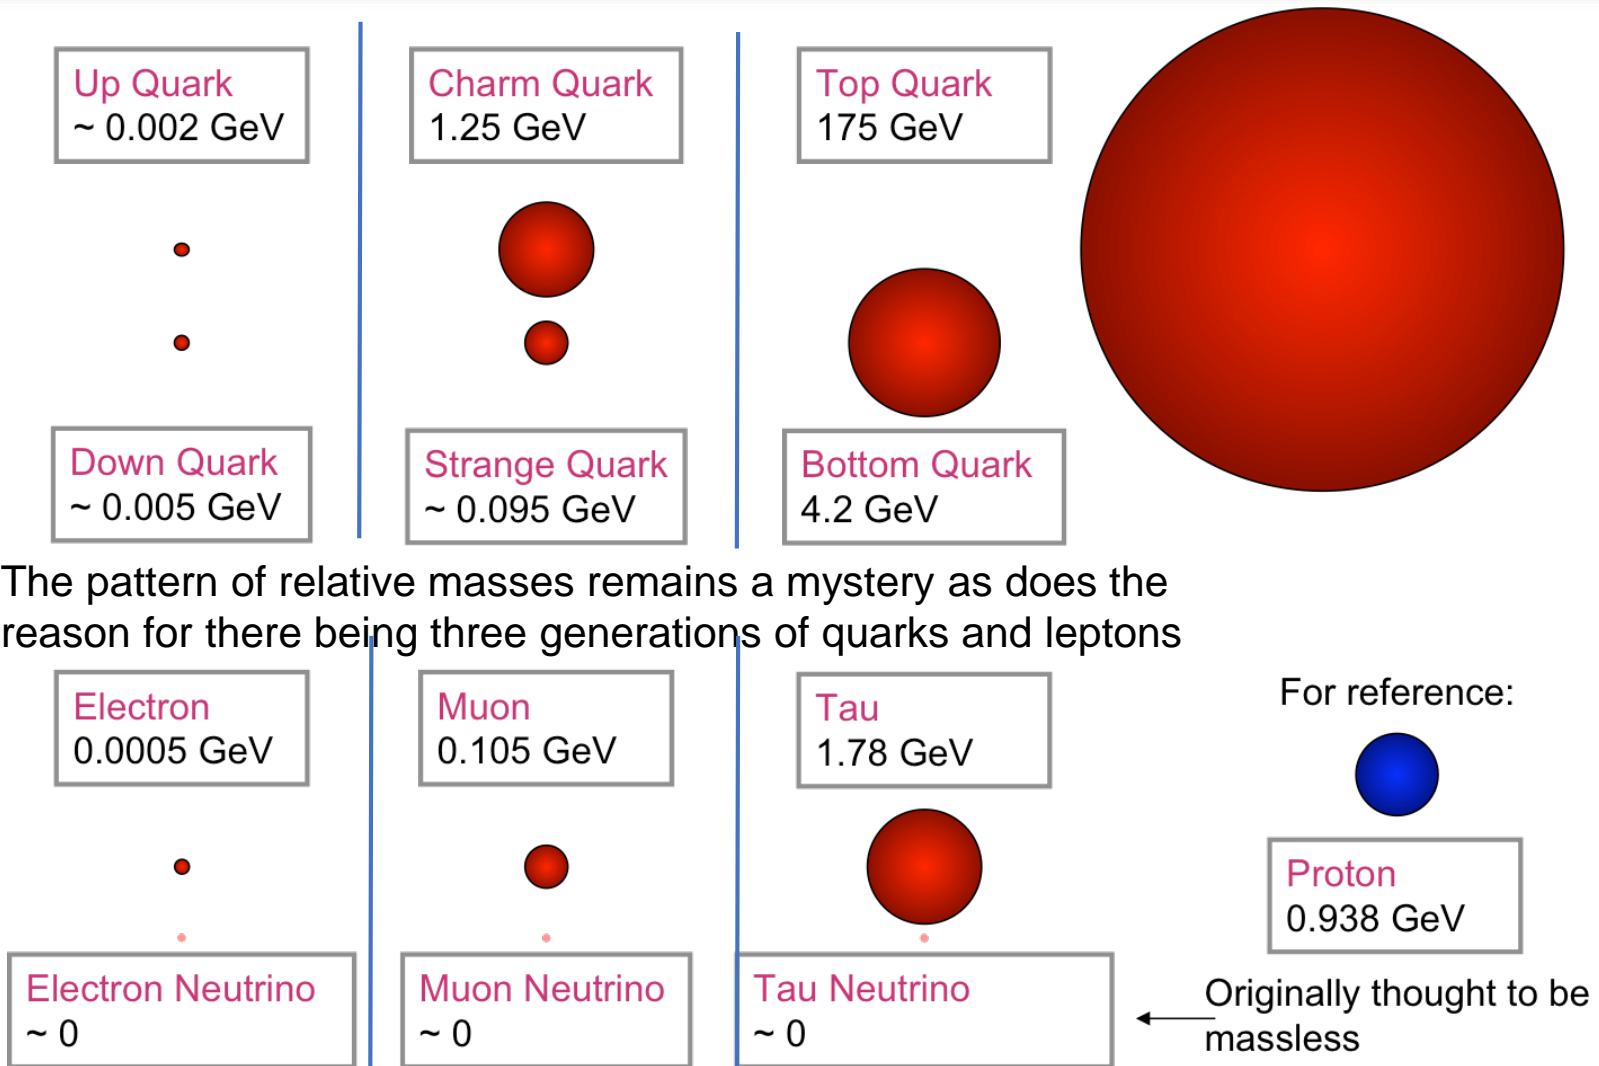 Up Quark
~ 0.002 GeV
Charm Quark
1.25 GeV
Top Quark
175 GeV
Down Quark
~ 0.005 GeV
Strange Quark
~ 0.095 GeV
Bottom Quark
4.2 GeV
The pattern of relative masses remains a mystery as does the
reason for there being three generations of quarks and leptons
Electron
0.0005 GeV
Muon
0.105 GeV
Tau
1.78 GeV
For reference:
Proton
0.938 GeV
Electron Neutrino
~ 0
Muon Neutrino
~ 0
Tau Neutrino
~ 0
Originally thought to be
massless